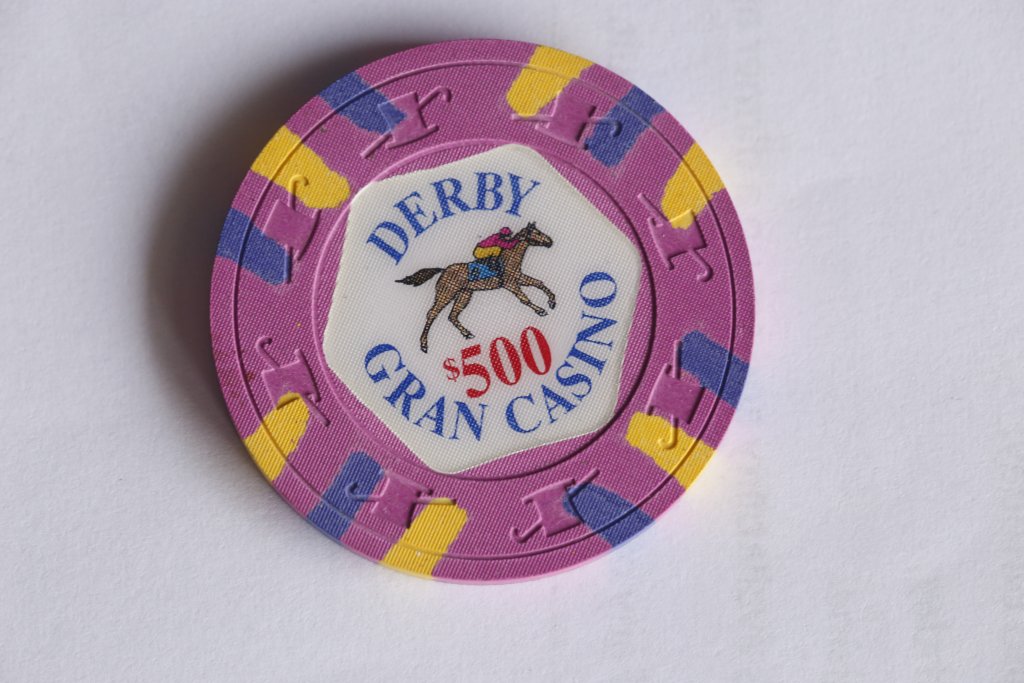 DERBY
$500
GRAN CASINO